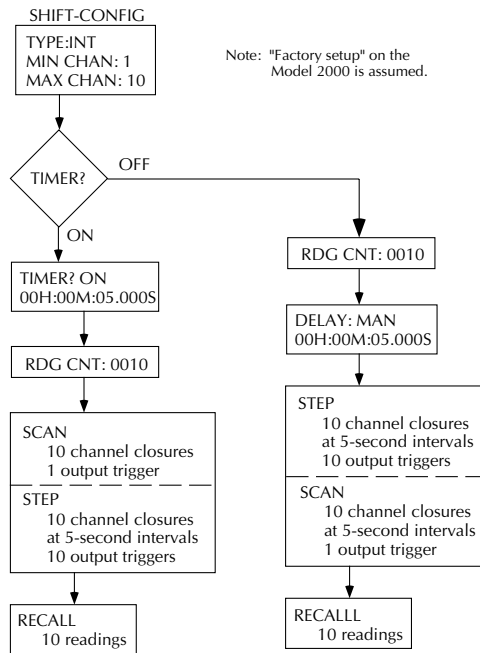 SHIFT-CONFIG
TYPE:INT
MIN CHAN: 1
MAX CHAN: 10
Note: "Factory setup" on the
Model 2000 is assumed.
TIMER?
OFF
ON
TIMER? ON
00H:00M:05.000S
RDG CNT: 0010
SCAN
10 channel closures
1 output trigger
STEP
10 channel closures
at 5-second intervals
10 output triggers
RECALL
10 readings
RDG CNT: 0010
DELAY: MAN
00H:00M:05.000S
STEP
10 channel closures
at 5-second intervals
10 output triggers
SCAN
10 channel closures
at 5-second intervals
1 output trigger
RECALLL
10 readings